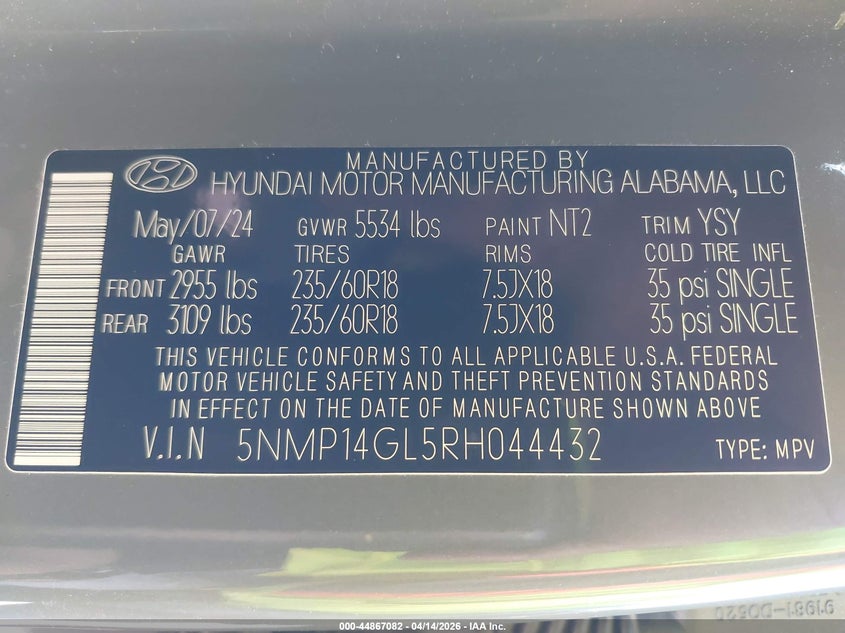 MANUFACTURED BY
HYUNDAI MOTOR MANUFACTURING ALABAMA, LLC
May/07/24 GVWR 5534 lbs PAINT NT2 TRIM YSY
GAWR TIRES RIMS COLD TIRE INFL
FRONT 2955 lbs 235/60R18 7.5JX18 35 psi SINGLE
REAR 3109 lbs 235/60R18 7.5JX18 35 psi SINGLE
THIS VEHICLE CONFORMS TO ALL APPLICABLE U.S.A. FEDERAL
MOTOR VEHICLE SAFETY AND THEFT PREVENTION STANDARDS
IN EFFECT ON THE DATE OF MANUFACTURE SHOWN ABOVE
V.I.N 5NMP14GL5RH044432 TYPE: MPV
000-44867082 - 04/14/2026 - IAA Inc.